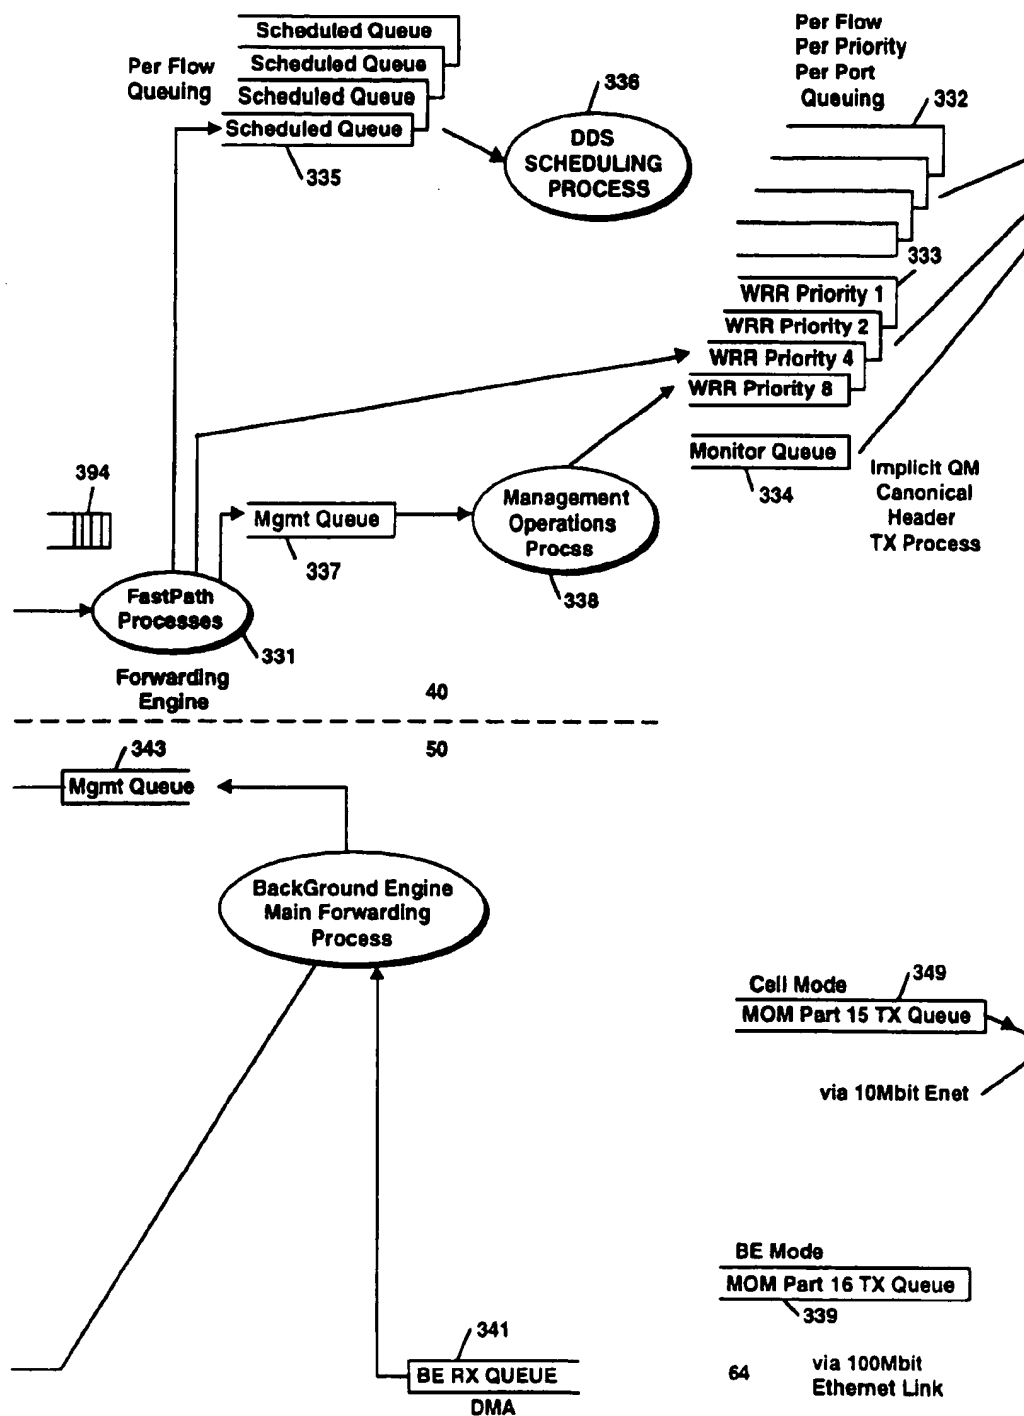 Scheduled Queue
Scheduled Queue
Scheduled Queue
Scheduled Queue
Per Flow
Queuing
335
336
DDS
SCHEDULING
PROCESS
Per Flow
Per Priority
Per Port
Queuing
332
333
WRR Priority 1
WRR Priority 2
WRR Priority 4
WRR Priority 8
Monitor Queue
334
Implicit QM
Canonical
Header
TX Process
394
Mgmt Queue
337
Management
Operations
Procss
338
FastPath
Processes
331
Forwarding
Engine
40
50
343
Mgmt Queue
BackGround Engine
Main Forwarding
Process
Cell Mode
349
MOM Part 15 TX Queue
via 10Mbit Enet
BE Mode
MOM Part 16 TX Queue
339
341
BE RX QUEUE
DMA
64
via 100Mbit
Ethernet Link